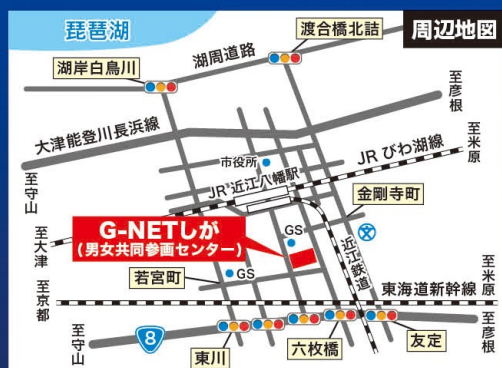 琵琶湖
渡合橋北詰
周辺地図
湖岸白鳥川
湖周道路
至彦根
大津能登川長浜線
市役所
JRびわ湖線
至米原
JR近江八幡駅
至守山
金剛寺町
G-NETしが
(男女共同参画センター)
GS
至大津
近江鉄道
若宮町
GS
東海道新幹線
至米原
至京都
至守山
8
東川
六枚橋
友定
至彦根